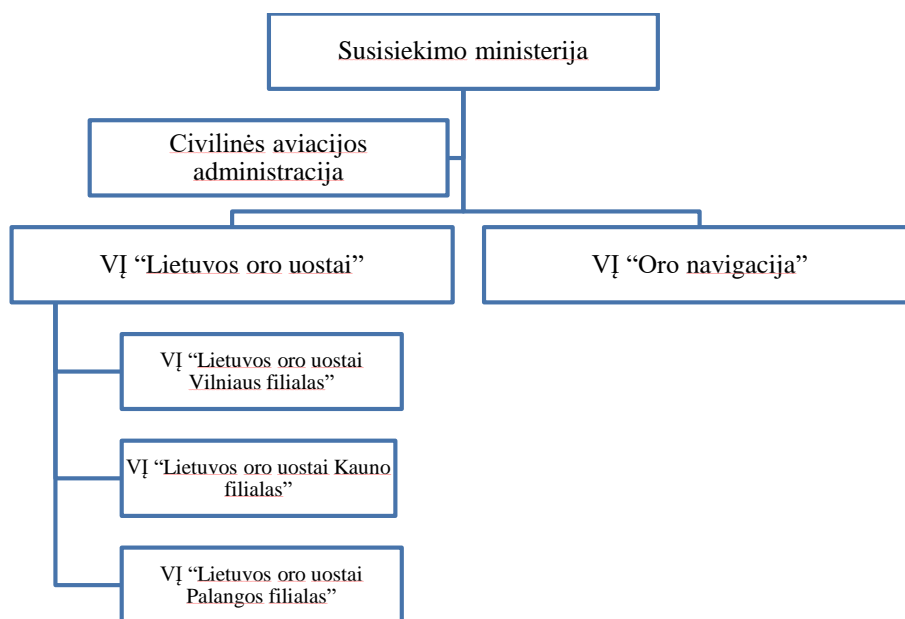 Susisiekimo ministerija
Civilinės aviacijos
administracija
VĮ “Lietuvos oro uostai”
VĮ “Oro navigacija”
VĮ “Lietuvos oro uostai
Vilniaus filialas”
VĮ “Lietuvos oro uostai Kauno
filialas”
VĮ “Lietuvos oro uostai
Palangos filialas”